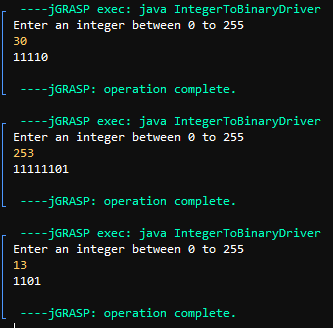 ----jGRASP exec: java IntegerToBinaryDriver
Enter an integer between 0 to 255
30
11110
----jGRASP: operation complete.
----jGRASP exec: java IntegerToBinaryDriver
Enter an integer between 0 to 255
253
11111101
----jGRASP: operation complete.
----jGRASP exec: java IntegerToBinaryDriver
Enter an integer between 0 to 255
13
1101
----jGRASP: operation complete.